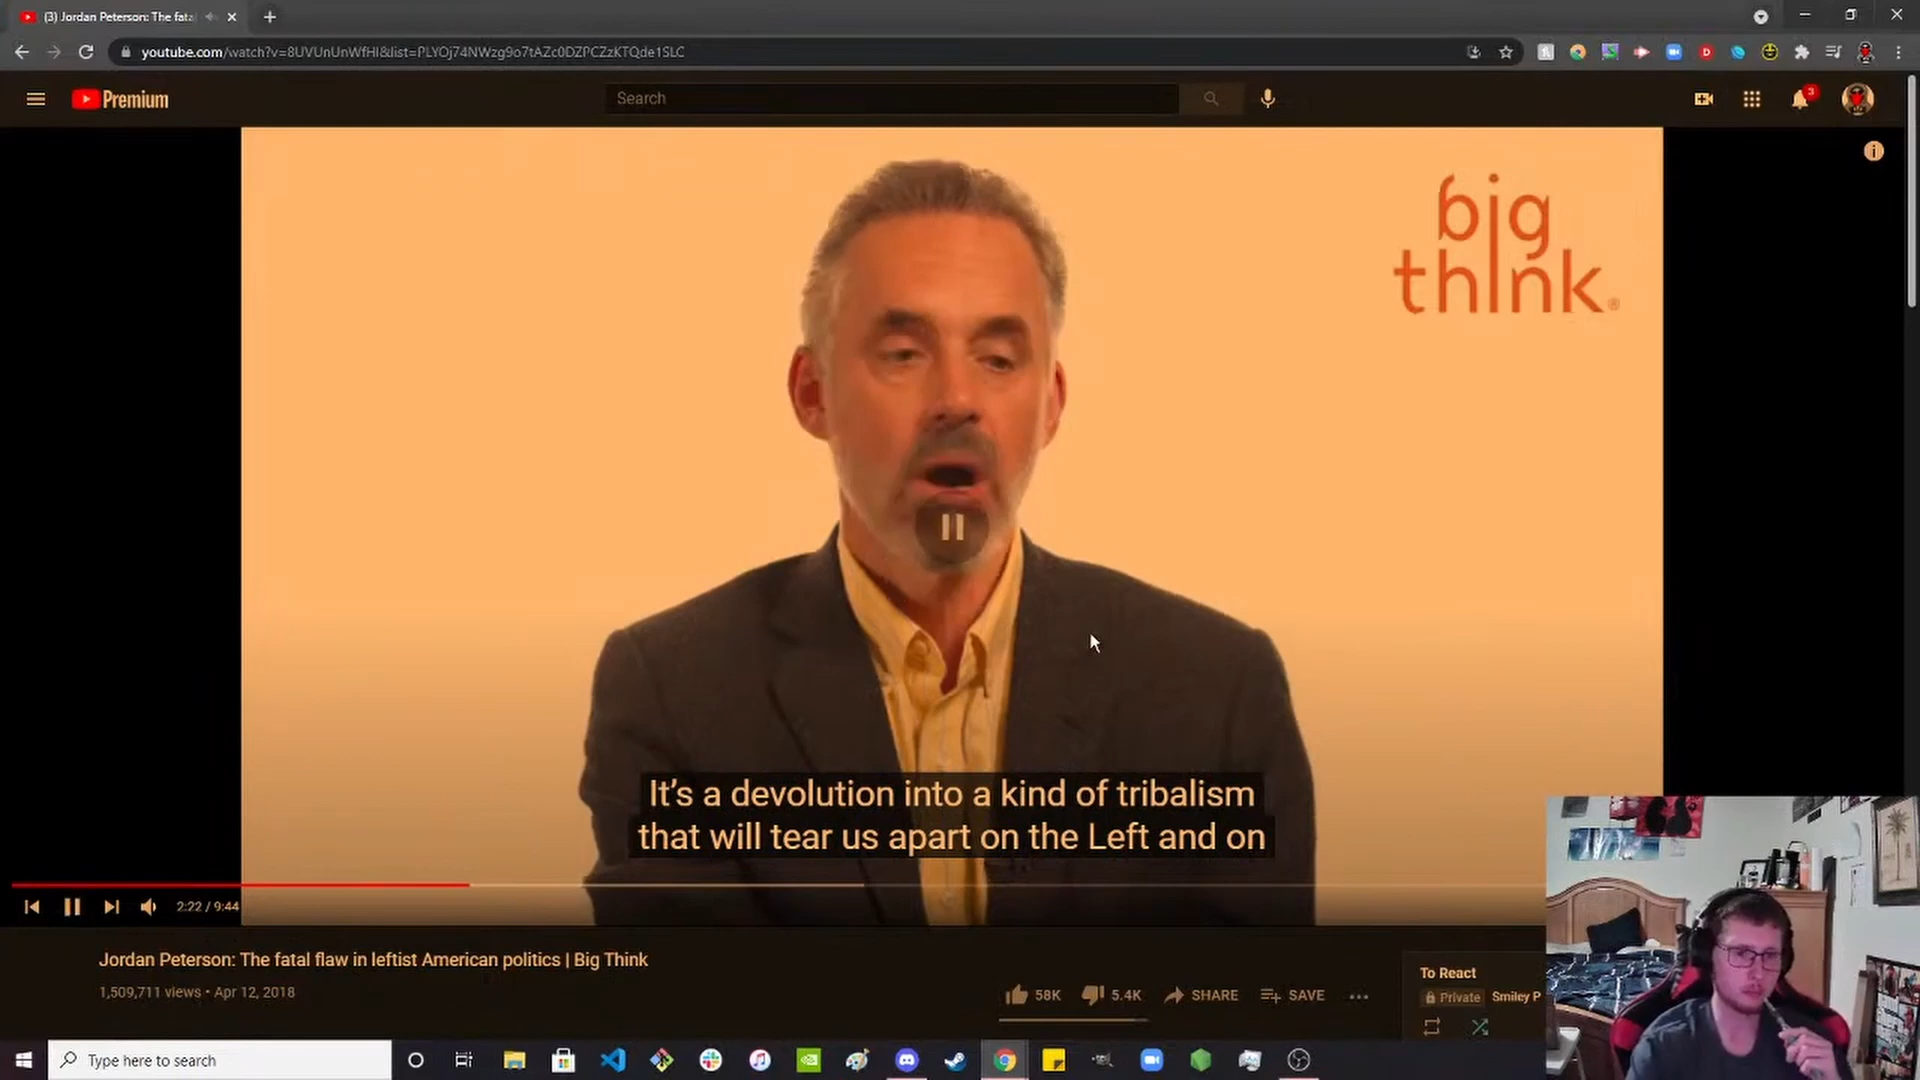 (3) Jordan Peterson: The fata
youtube.com/watch?v=8UVUnUnWfHI&list=PLYOj74NWzg9o7tAZc0DZPCZzKTQde1SLC
Premium
Search
3
big
think
It's a devolution into a kind of tribalism
that will tear us apart on the Left and on
2:22 / 9:44
Jordan Peterson: The fatal flaw in leftist American politics | Big Think
1,509,711 views • Apr 12, 2018
58K
5.4K
SHARE
SAVE
To React
Private
Smiley P
Type here to search